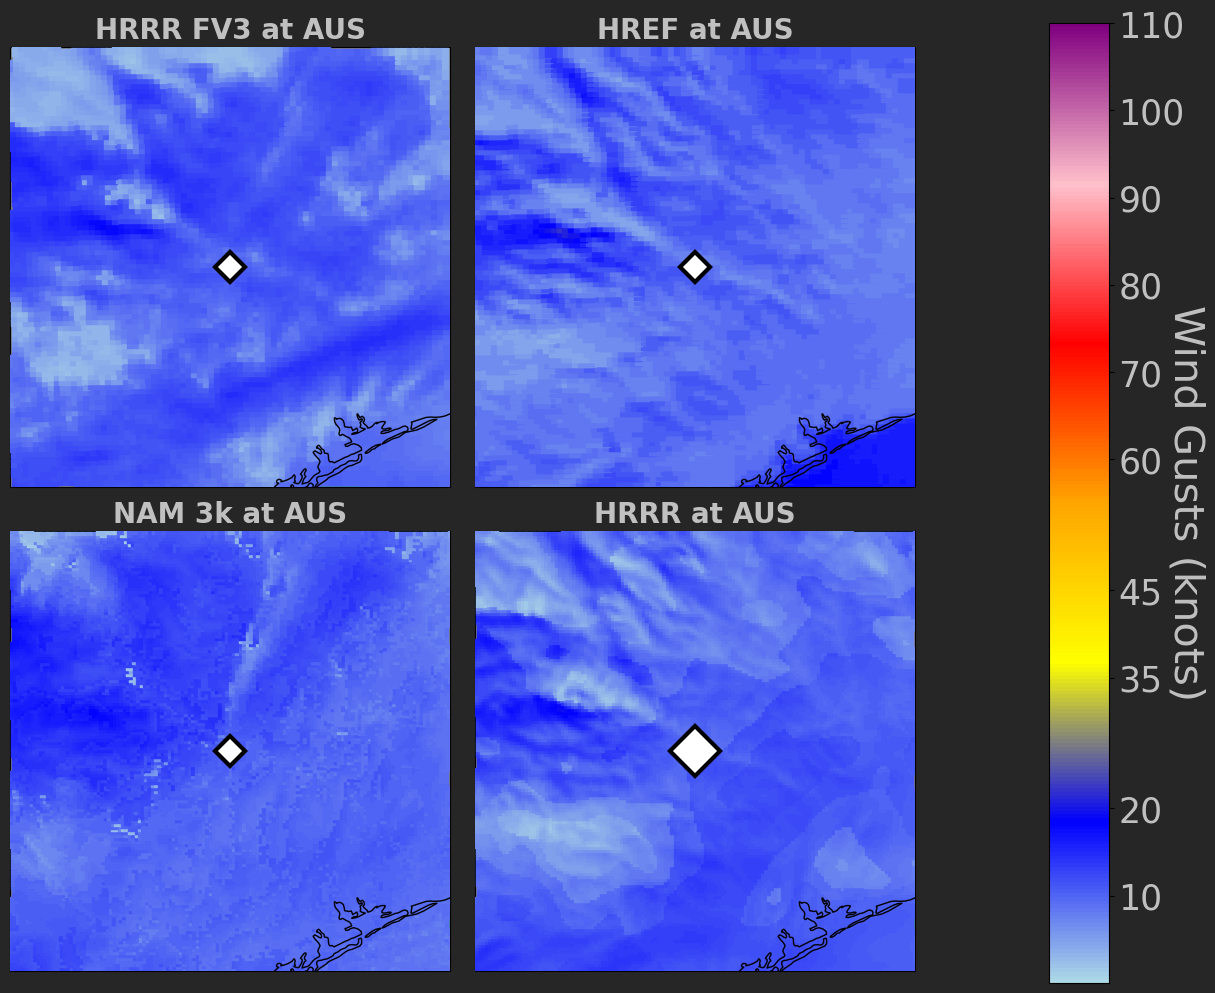 HRRR FV3 at AUS
HREF at AUS
NAM 3k at AUS
HRRR at AUS
110
100
90
80
70
60
45
35
20
10
Wind Gusts (knots)